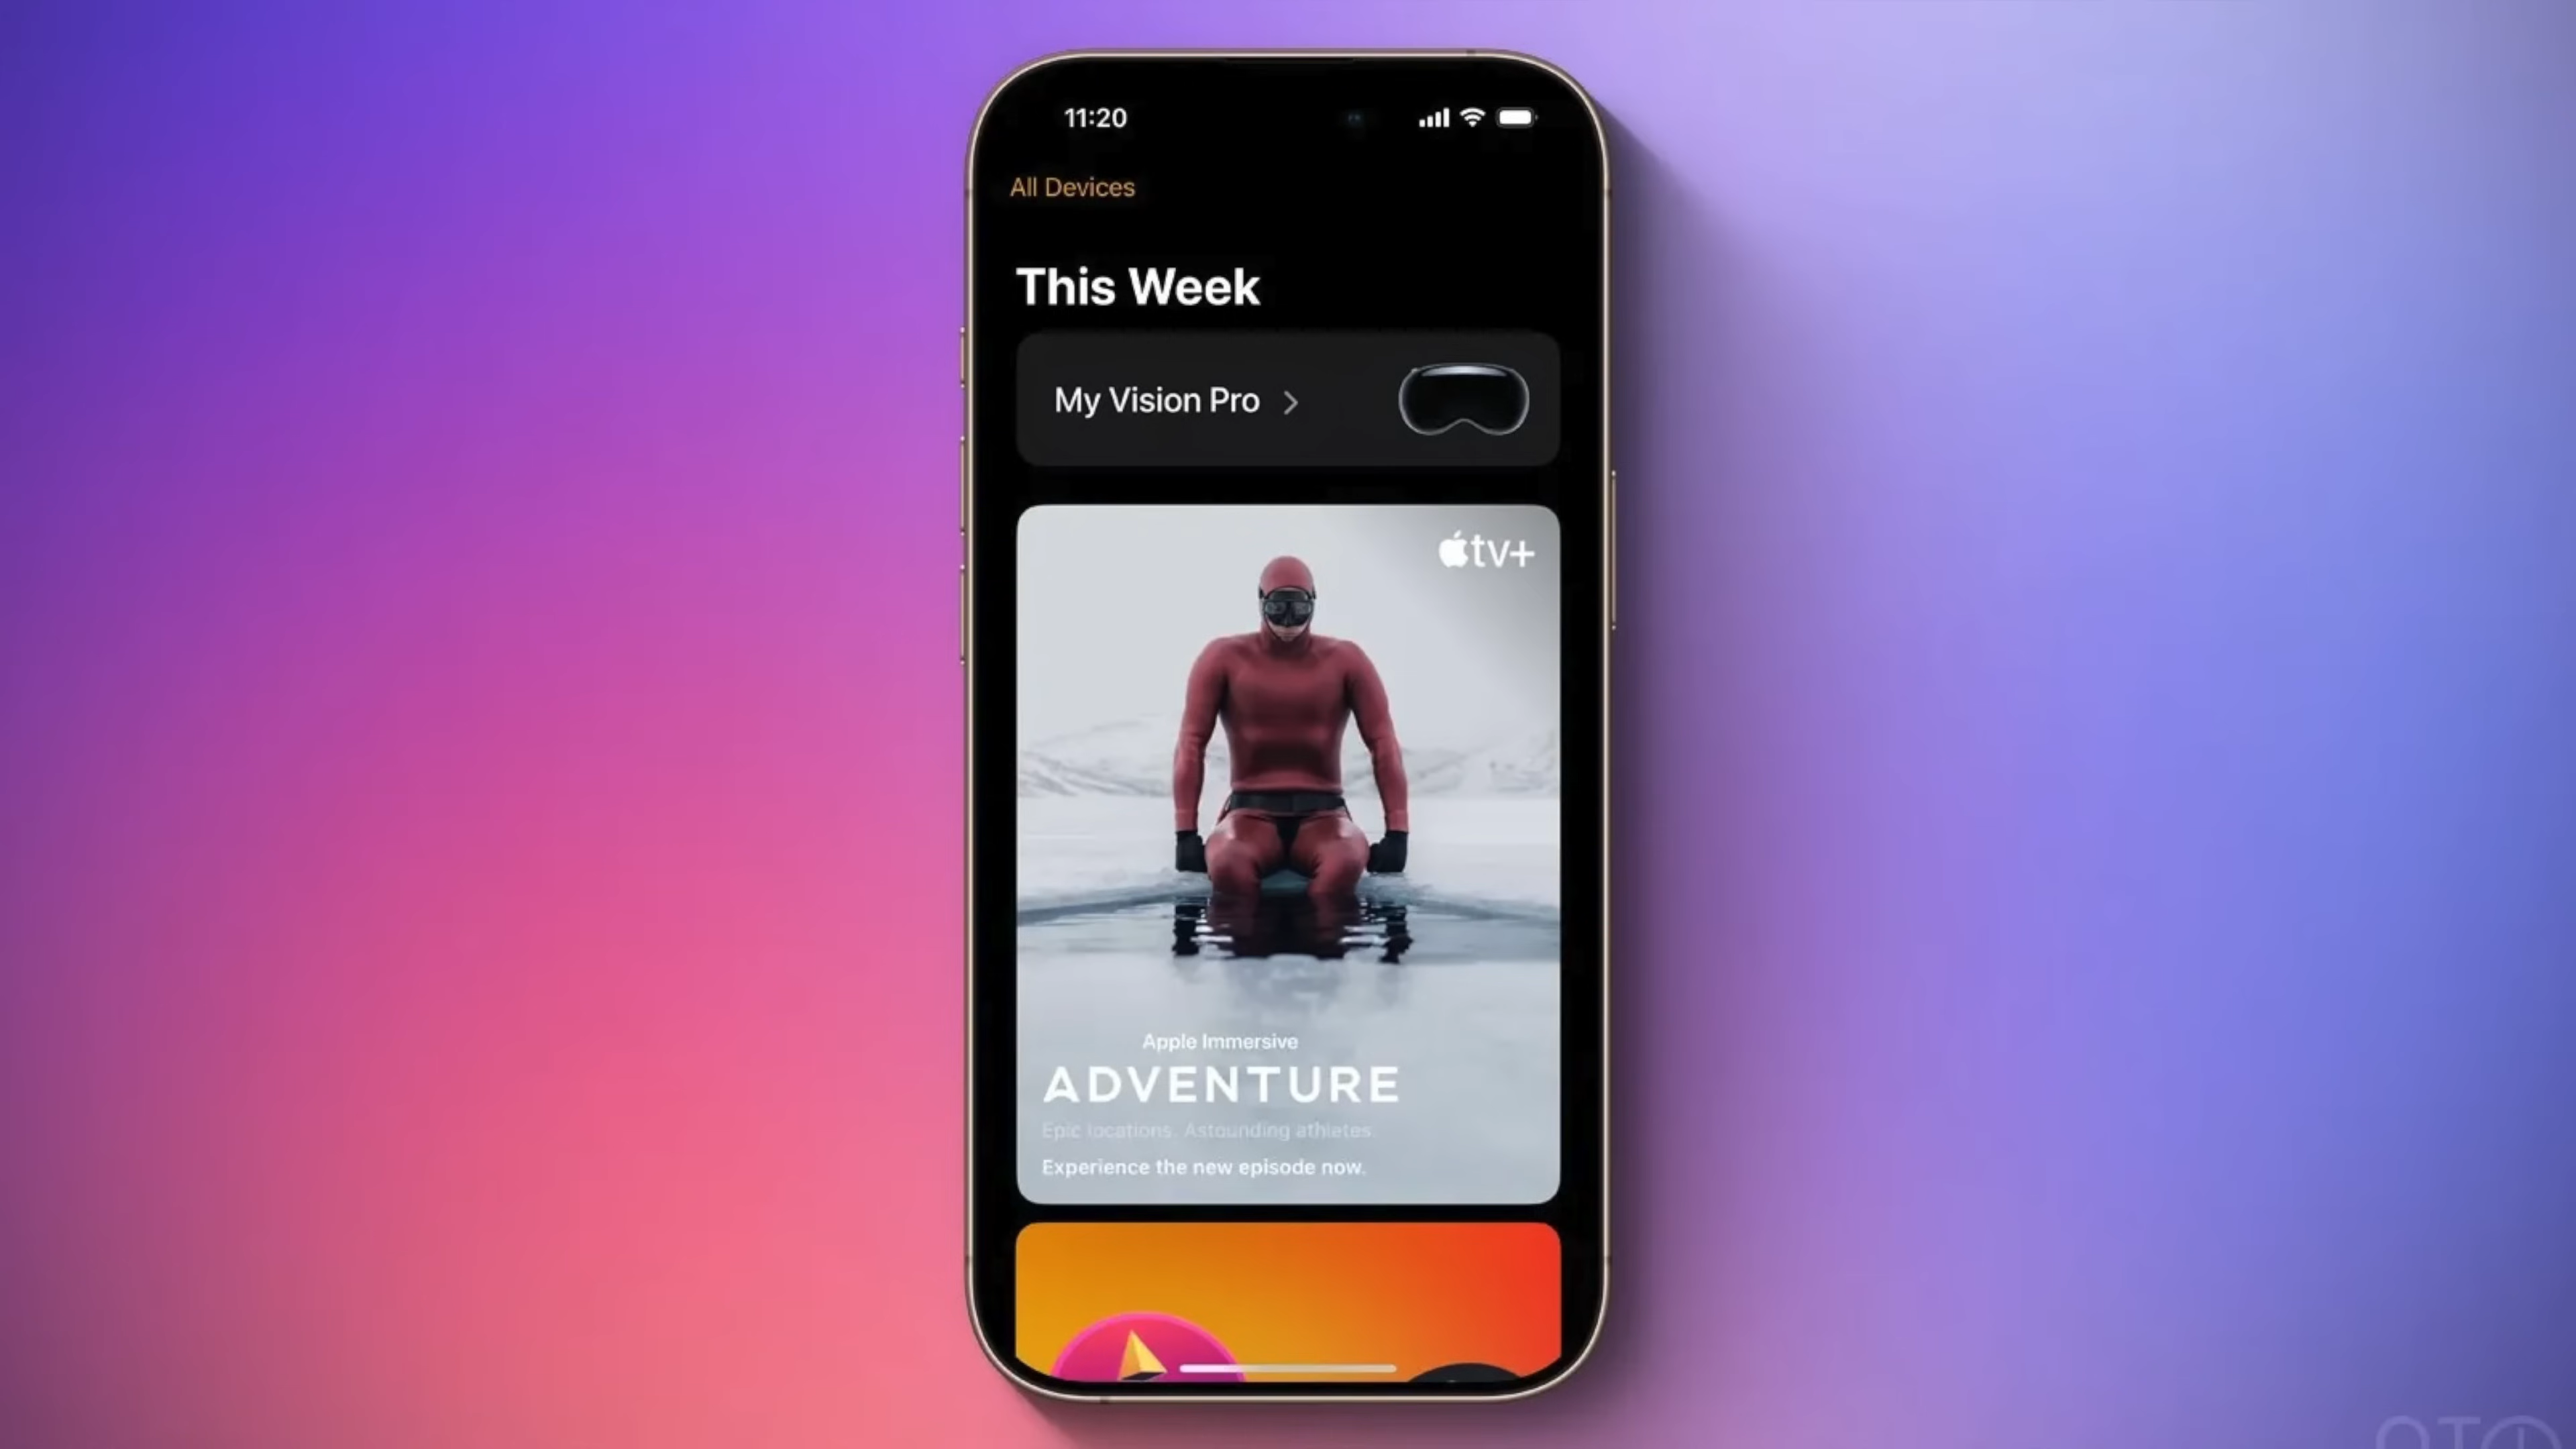 11:20
All Devices
This Week
My Vision Pro
tv+
Apple Immersive
ADVENTURE
Epic locations. Astounding athletes.
Experience the new episode now.